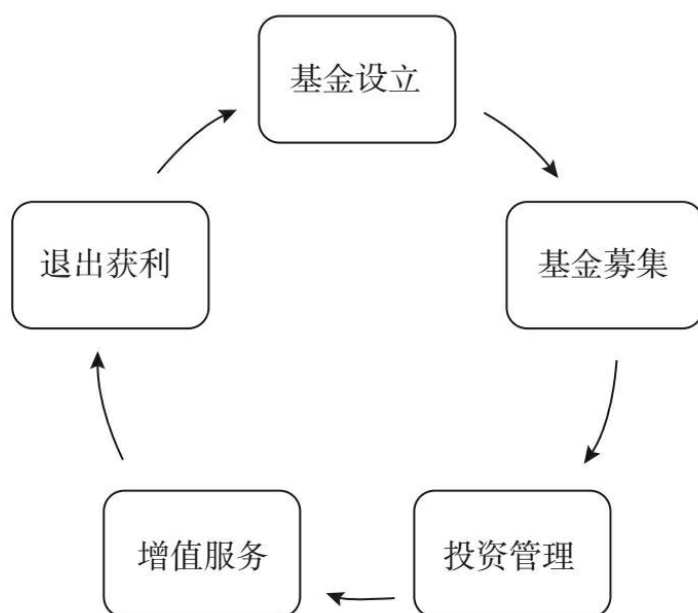 基金设立
基金募集
投资管理
增值服务
退出获利